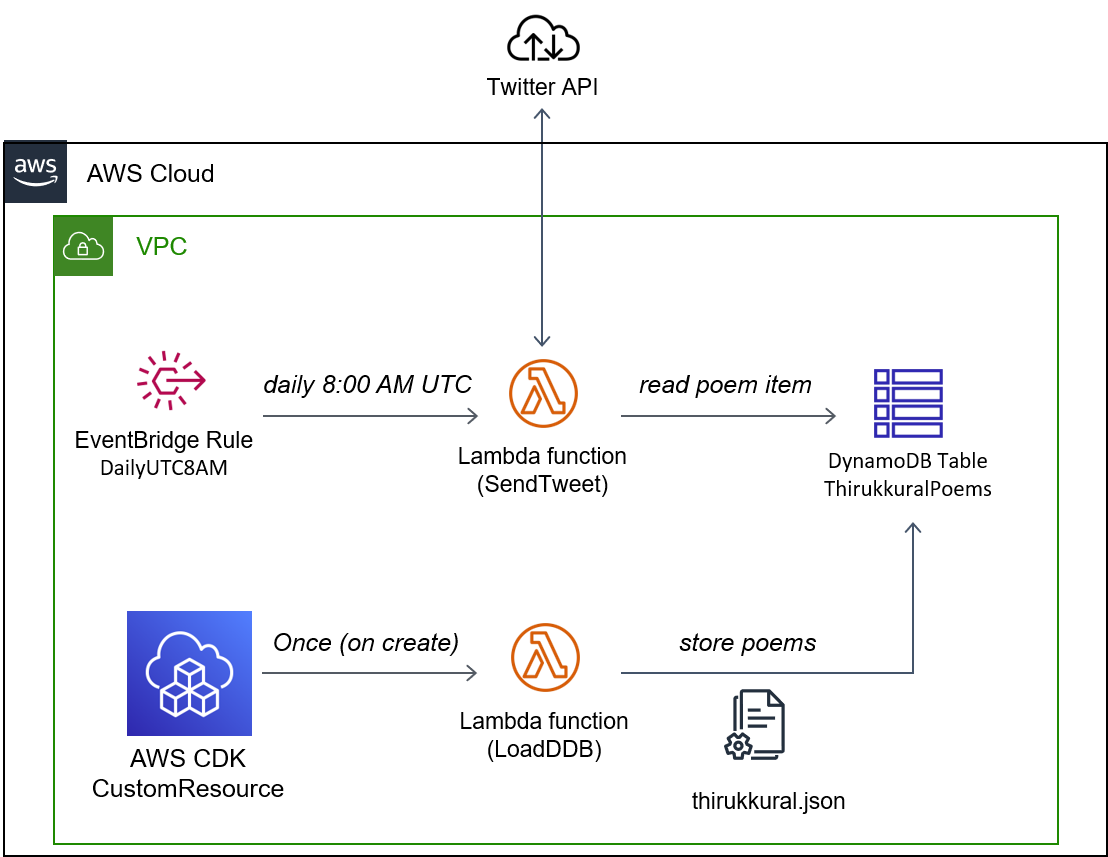 Twitter API
aws
AWS Cloud
VPC
daily 8:00 AM UTC
read poem item
EventBridge Rule
DailyUTC8AM
Lambda function
(SendTweet)
DynamoDB Table
ThirukkuralPoems
Once (on create)
store poems
Lambda function
(LoadDDB)
AWS CDK
CustomResource
thirukkural.json